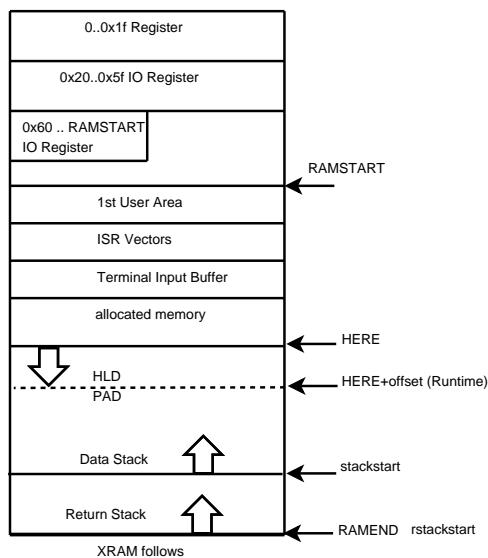 0..0x1f Register
0x20..0x5f IO Register
0x60 .. RAMSTART
IO Register
RAMSTART
1st User Area
ISR Vectors
Terminal Input Buffer
allocated memory
HERE
HLD
HERE+offset (Runtime)
PAD
Data Stack
stackstart
Return Stack
RAMEND rstackstart
XRAM follows